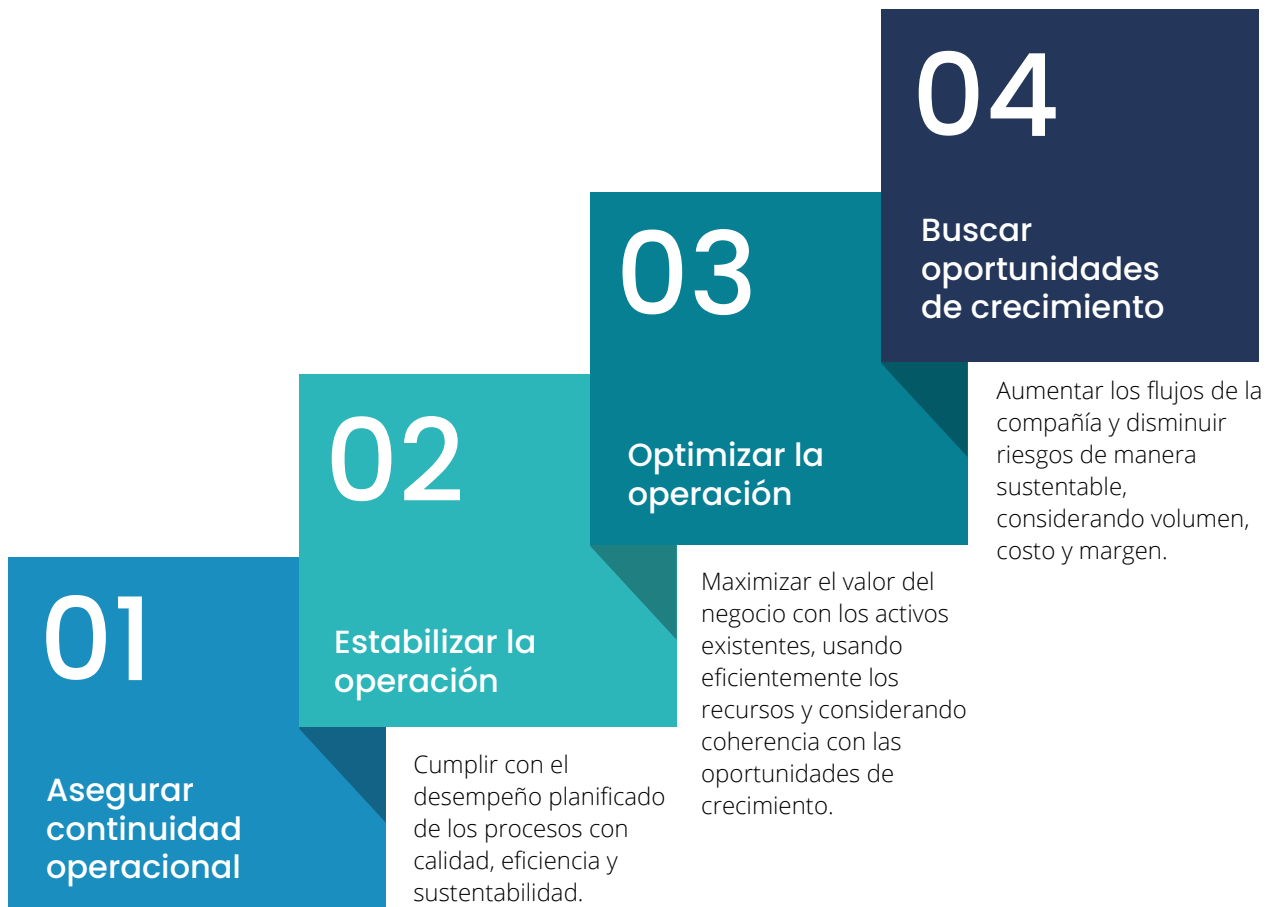 01
Asegurar
continuidad
operacional
02
Estabilizar la
operación
Cumplir con el
desempeño planificado
de los procesos con
calidad, eficiencia y
sustentabilidad.
03
Optimizar la
operación
Maximizar el valor del
negocio con los activos
existentes, usando
eficientemente los
recursos y considerando
coherencia con las
oportunidades de
crecimiento.
04
Buscar
oportunidades
de crecimiento
Aumentar los flujos de la
compañía y disminuir
riesgos de manera
sustentable,
considerando volumen,
costo y margen.